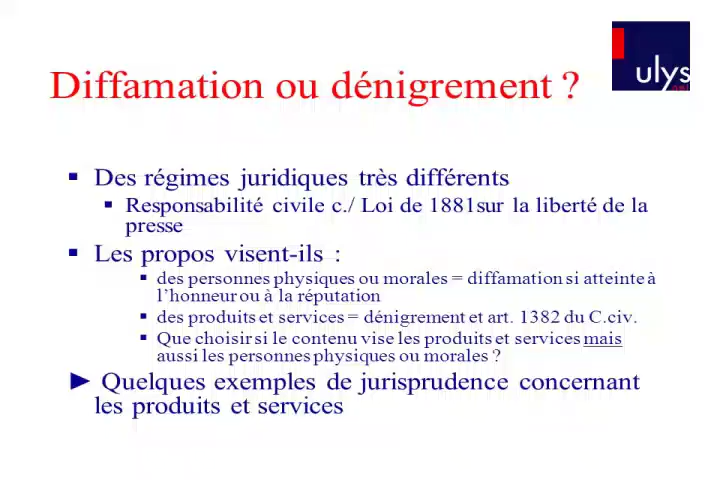 ulys
Diffamation ou dénigrement ?
Des régimes juridiques très différents
Responsabilité civile c./ Loi de 1881sur la liberté de la
presse
Les propos visent-ils :
des personnes physiques ou morales = diffamation si atteinte à
l'honneur ou à la réputation
des produits et services = dénigrement et art. 1382 du C.civ.
Que choisir si le contenu vise les produits et services mais
aussi les personnes physiques ou morales ?
► Quelques exemples de jurisprudence concernant
les produits et services